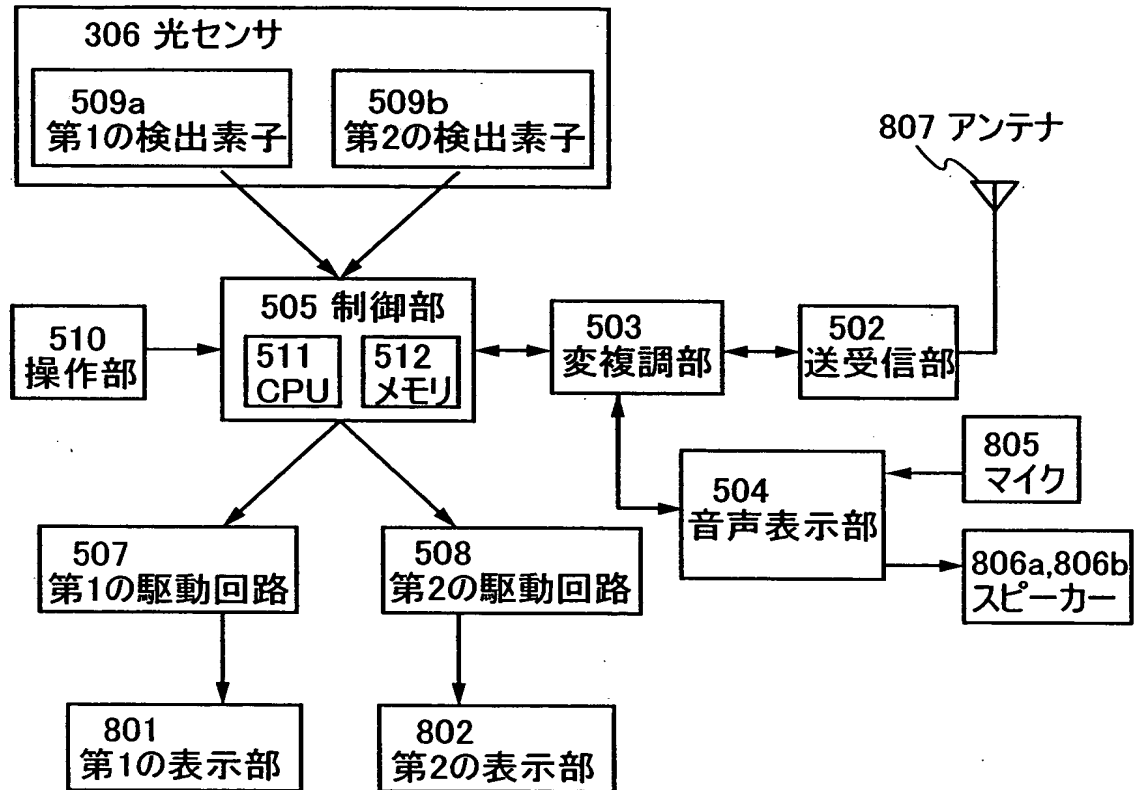 306 光センサ
509a
第1の検出素子
509b
第2の検出素子
807 アンテナ
505 制御部
511
CPU
512
メモリ
510
操作部
503
変複調部
502
送受信部
805
マイク
504
音声表示部
806a,806b
スピーカー
507
第1の駆動回路
508
第2の駆動回路
801
第1の表示部
802
第2の表示部